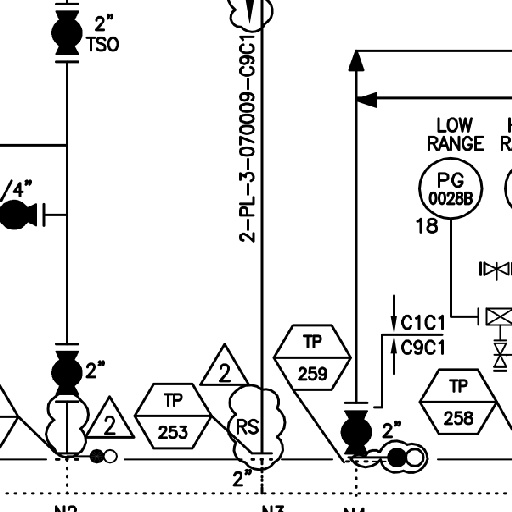 2"
TSO
2-PL-3-070009-C9C1
LOW
RANGE
PG
0028B
18
/4"
C1C1
C9C1
TP
259
2
2"
TP
253
2
RS
2"
TP
258
2"
N2
N3
N4